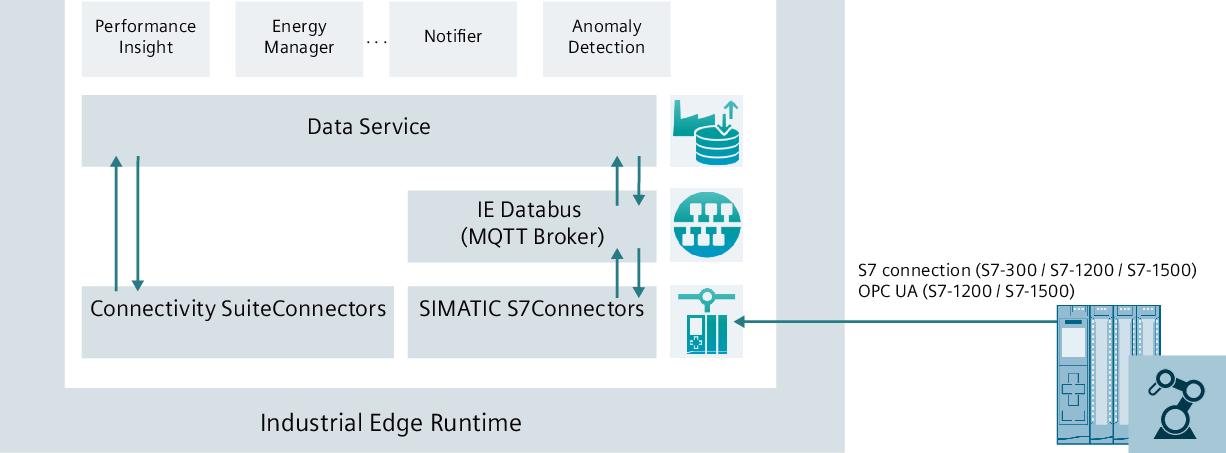 Performance
Insight
Energy
Manager
...
Notifier
Anomaly
Detection
Data Service
IE Databus
(MQTT Broker)
Connectivity SuiteConnectors
SIMATIC S7Connectors
S7 connection (S7-300 / S7-1200 / S7-1500)
OPC UA (S7-1200 / S7-1500)
Industrial Edge Runtime